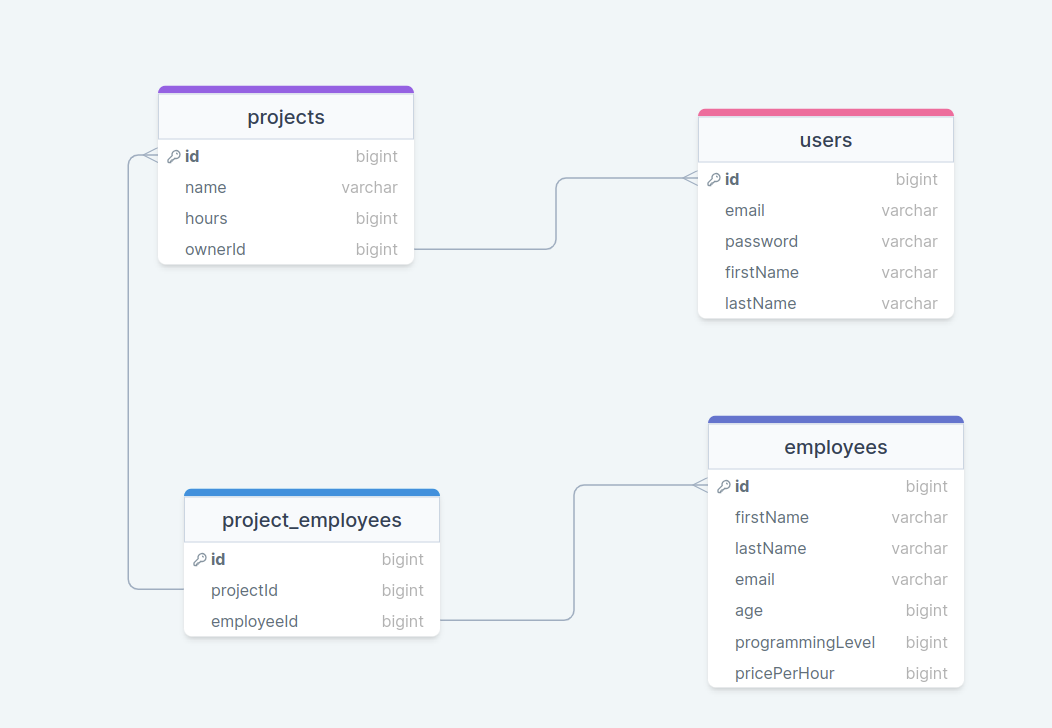 projects
id bigint
name varchar
hours bigint
ownerId bigint
users
id bigint
email varchar
password varchar
firstName varchar
lastName varchar
project_employees
id bigint
projectId bigint
employeeId bigint
employees
id bigint
firstName varchar
lastName varchar
email varchar
age bigint
programmingLevel bigint
pricePerHour bigint